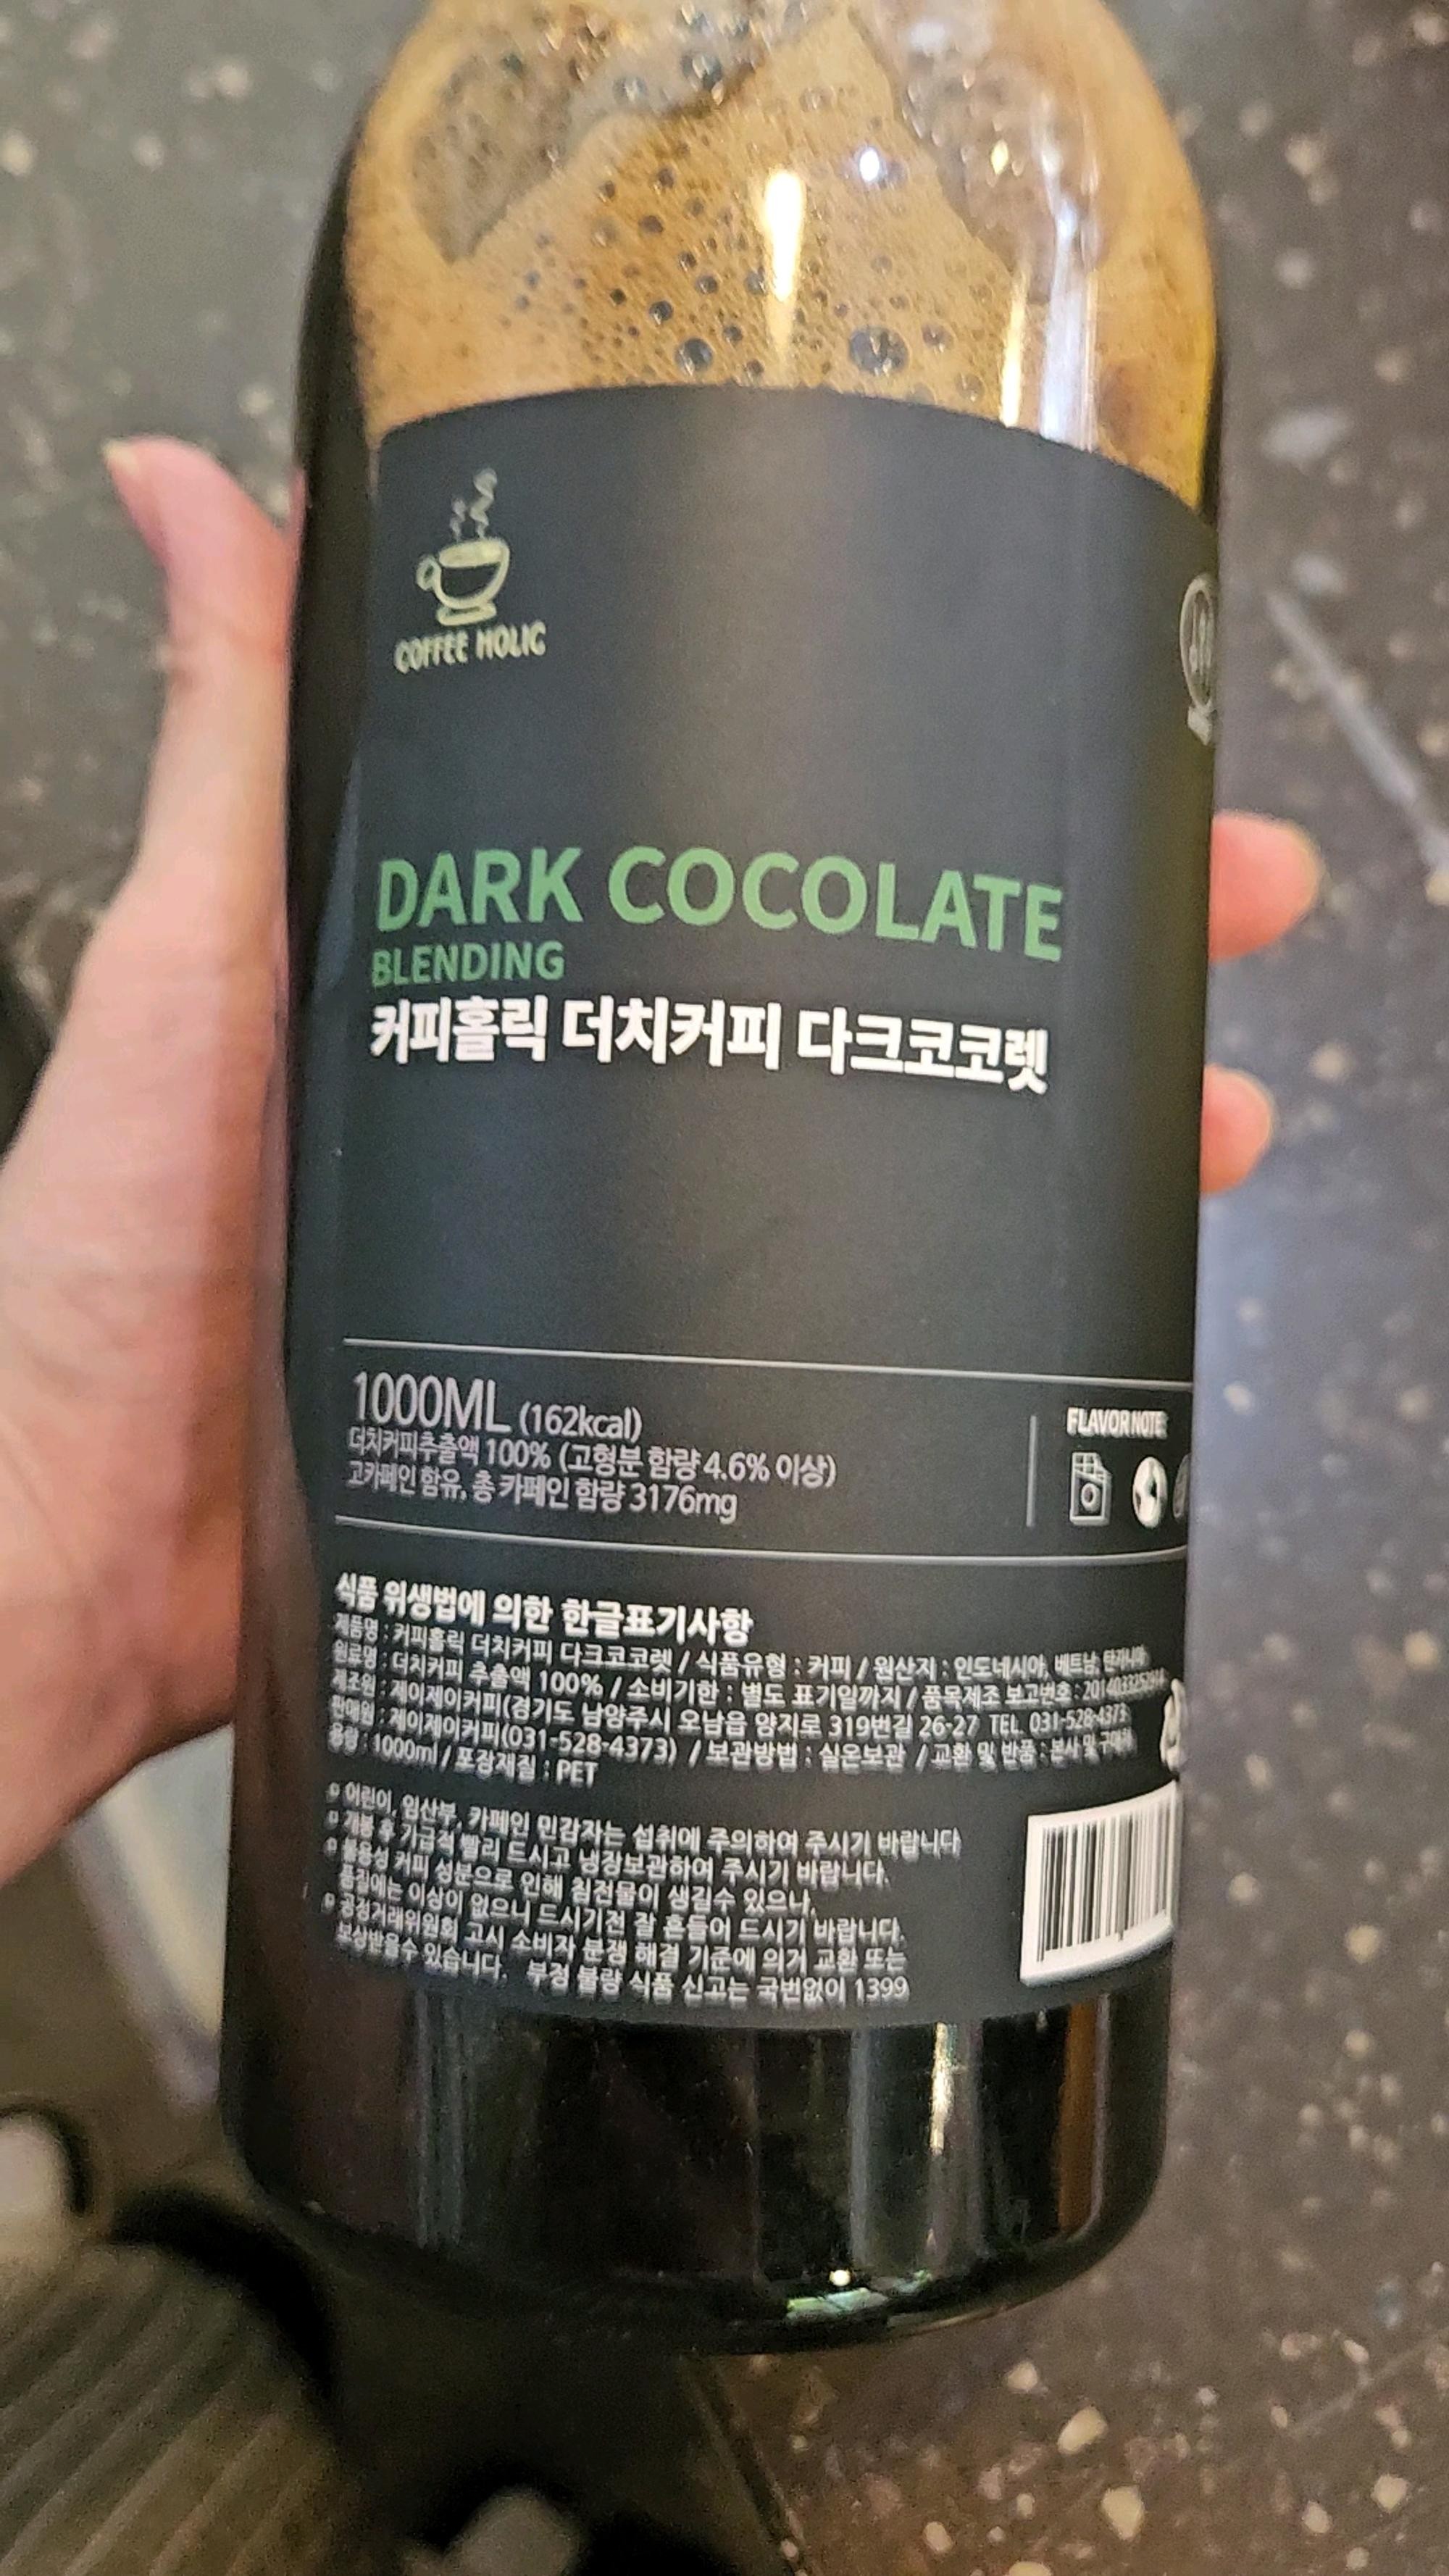 COFFEE HOLIC
DARK COCOLATE
BLENDING
커피홀릭 더치커피 다크코코렛
1000ML (162kcal)
더치커피추출액 100% (고형분 함량 4.6% 이상)
고카페인 함유, 총 카페인 함량 3176mg
FLAVOR NOTE
식품 위생법에 의한 한글표기사항
제품명 : 커피홀릭 더치커피 다크코코렛 / 식품유형 : 커피 / 원산지 : 인도네시아, 베트남, 탄자니아
원료명 : 더치커피 추출액 100% / 소비기한 : 별도 표기일까지 / 품목제조 보고번호 :
제조원 : 제이제이커피(경기도 남양주시 오남읍 양지로 319번길 26-27 TEL. 031-528-4373
판매원 : 제이제이커피(031-528-4373) / 보관방법 : 실온보관 / 교환 및 반품 : 본사 및 구매처
용량 : 1000ml / 포장재질 : PET
어린이, 임산부, 카페인 민감자는 섭취에 주의하여 주시기 바랍니다
개봉 후 가급적 빨리 드시고 냉장보관하여 주시기 바랍니다.
불용성 커피 성분으로 인해 침전물이 생길수 있으나,
품질에는 이상이 없으니 드시기전 잘 흔들어 드시기 바랍니다.
공정거래위원회 고시 소비자 분쟁 해결 기준에 의거 교환 또는
보상받을수 있습니다. 부정 불량 식품 신고는 국번없이 1399